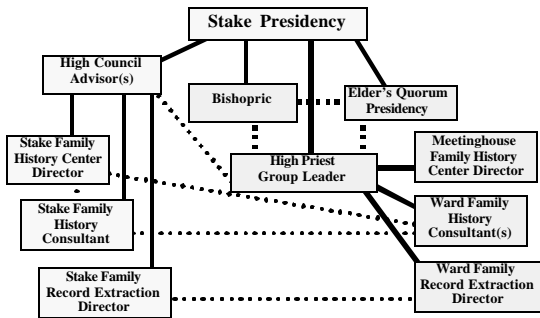 Stake Presidency
High Council
Advisor(s)
Bishopric
Elder's Quorum
Presidency
Stake Family
History Center
Director
High Priest
Group Leader
Meetinghouse
Family History
Center Director
Stake Family
History
Consultant
Ward Family
History
Consultant(s)
Stake Family
Record Extraction
Director
Ward Family
Record Extraction
Director